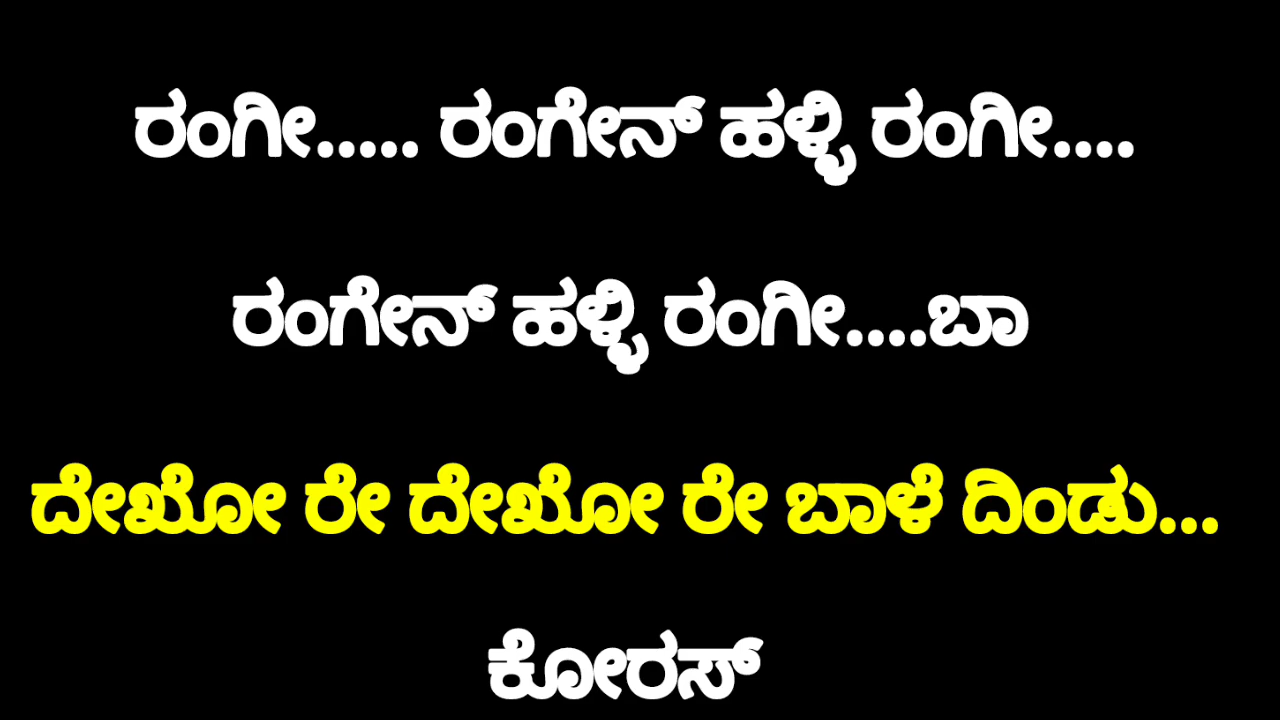 ರಂಗೀ..... ರಂಗೇನ್ ಹಳ್ಳಿ ರಂಗೀ....
ರಂಗೇನ್ ಹಳ್ಳಿ ರಂಗೀ....ಬಾ
ದೇಖೋ ರೇ ದೇಖೋ ರೇ ಬಾಳೆ ದಿಂಡು...
ಕೋರಸ್